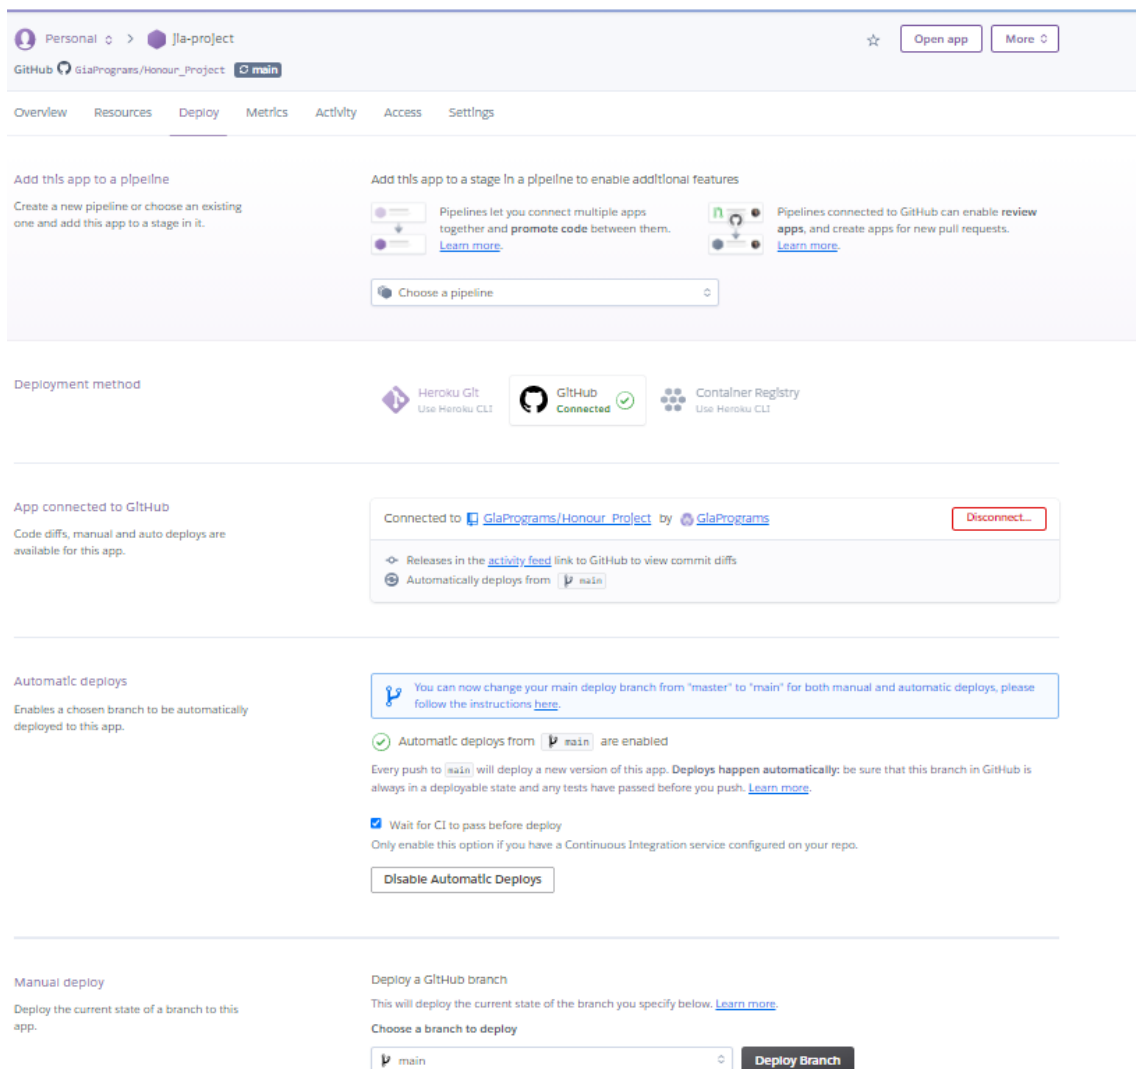 Personal > jla-project
Open app
More
GitHub GiaPrograms/Honour_Project main
Overview Resources Deploy Metrics Activity Access Settings
Add this app to a pipeline
Create a new pipeline or choose an existing
one and add this app to a stage in it.
Add this app to a stage in a pipeline to enable additional features
Pipelines let you connect multiple apps
together and promote code between them.
Learn more.
Pipelines connected to GitHub can enable review
apps, and create apps for new pull requests.
Learn more.
Choose a pipeline
Deployment method
Heroku Git
Use Heroku CLI
GitHub
Connected
Container Registry
Use Heroku CLI
App connected to GitHub
Code diffs, manual and auto deploys are
available for this app.
Connected to GiaPrograms/Honour_Project by GiaPrograms
Disconnect...
Releases in the activity feed link to GitHub to view commit diffs
Automatically deploys from main
Automatic deploys
Enables a chosen branch to be automatically
deployed to this app.
You can now change your main deploy branch from "master" to "main" for both manual and automatic deploys, please
follow the instructions here.
Automatic deploys from main are enabled
Every push to main will deploy a new version of this app. Deploys happen automatically: be sure that this branch in GitHub is
always in a deployable state and any tests have passed before you push. Learn more.
Wait for CI to pass before deploy
Only enable this option if you have a Continuous Integration service configured on your repo.
Disable Automatic Deploys
Manual deploy
Deploy the current state of a branch to this
app.
Deploy a GitHub branch
This will deploy the current state of the branch you specify below. Learn more.
Choose a branch to deploy
main
Deploy Branch